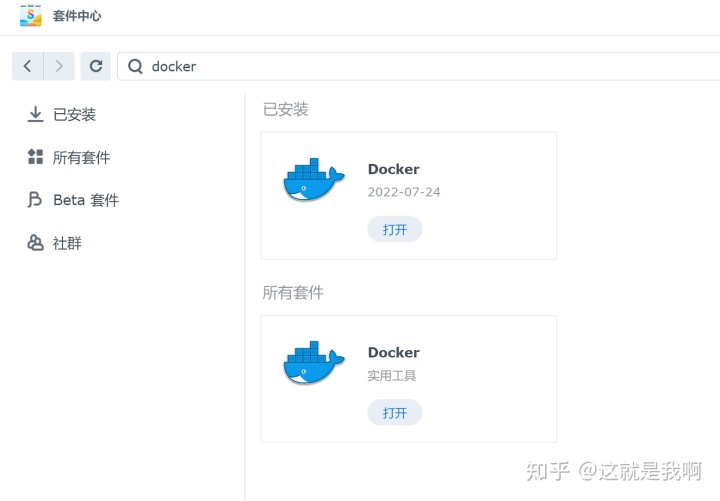 套件中心
docker
已安装
所有套件
Beta 套件
社群
已安装
Docker
2022-07-24
打开
所有套件
Docker
实用工具
打开
知乎 @这就是我啊